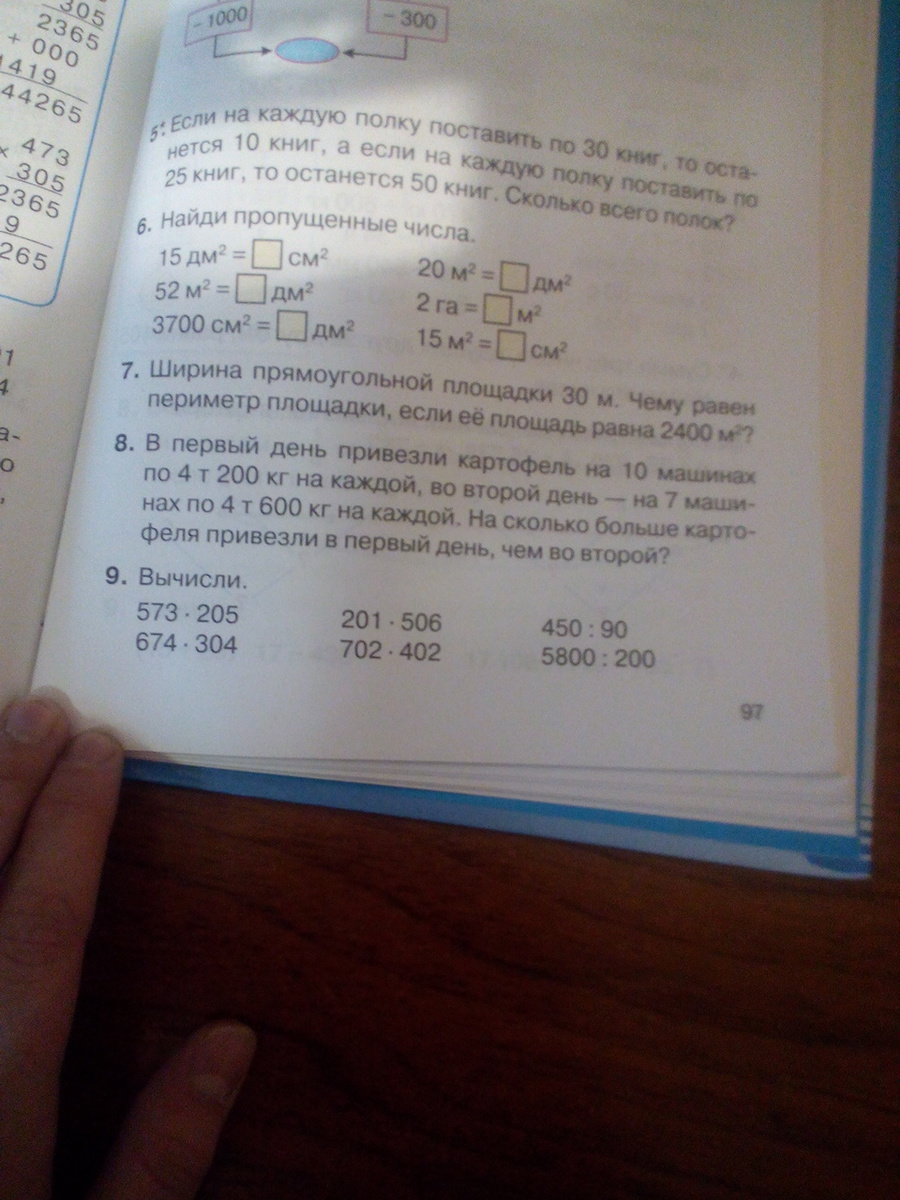 305
2365
+ 000
1419
44265
× 473
305
2365
9
265
1
4
а-
о
,
- 1000
- 300
5*. Если на каждую полку поставить по 30 книг, то оста-
нется 10 книг, а если на каждую полку поставить по
25 книг, то останется 50 книг. Сколько всего полок?
6. Найди пропущенные числа.
15 дм² = см²
20 м² = дм²
52 м² = дм²
2 га = м²
3700 см² = дм²
15 м² = см²
7. Ширина прямоугольной площадки 30 м. Чему равен
периметр площадки, если её площадь равна 2400 м²?
8. В первый день привезли картофель на 10 машинах
по 4 т 200 кг на каждой, во второй день — на 7 маши-
нах по 4 т 600 кг на каждой. На сколько больше карто-
феля привезли в первый день, чем во второй?
9. Вычисли.
573 · 205
201 · 506
450 : 90
674 · 304
702 · 402
5800 : 200
97